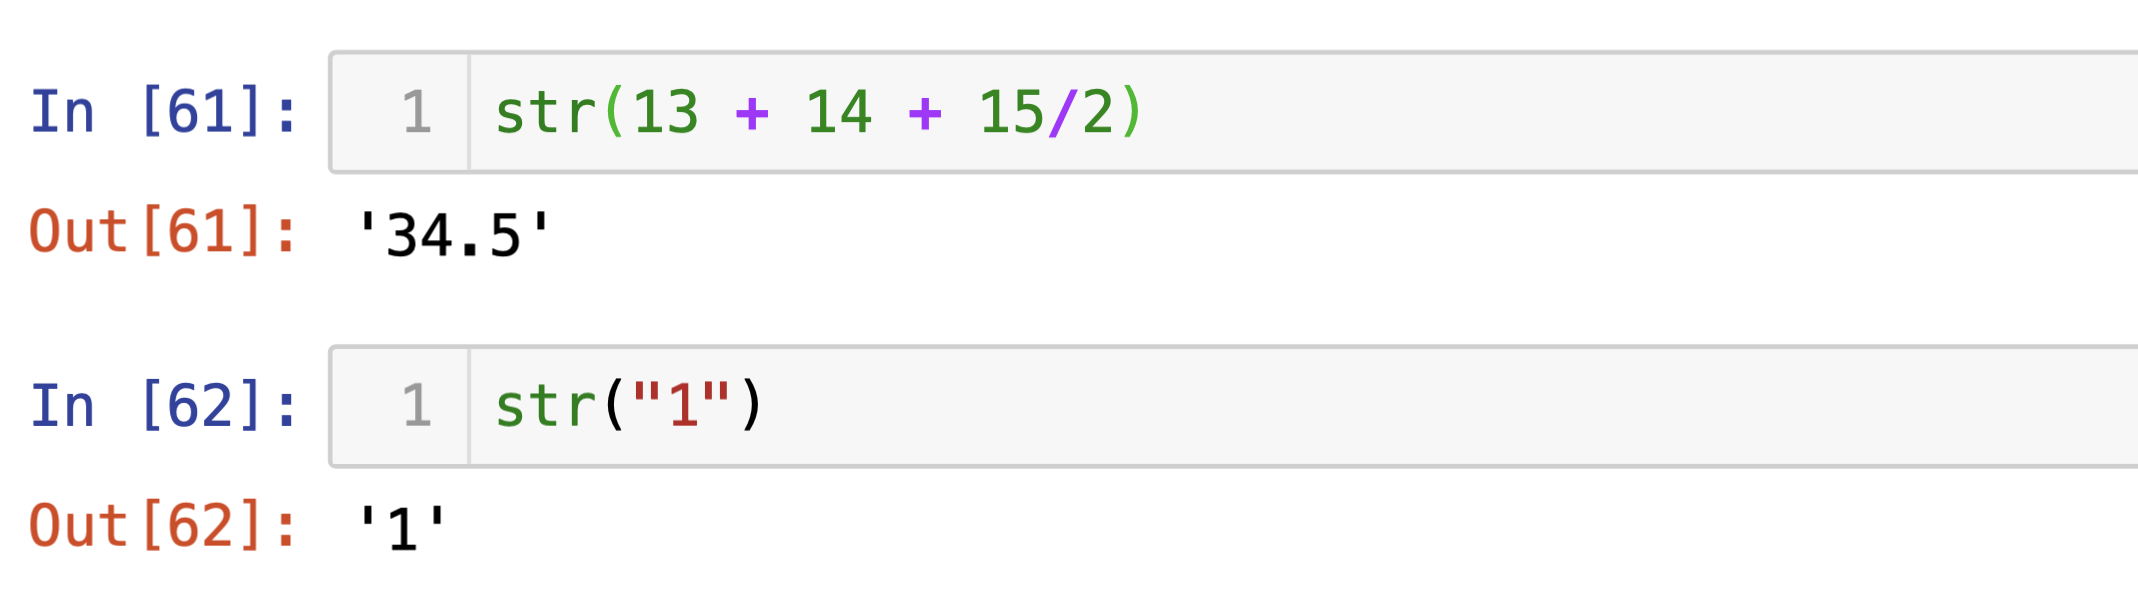 In [61]: 1 str(13 + 14 + 15/2)
Out[61]: '34.5'
In [62]: 1 str("1")
Out[62]: '1'